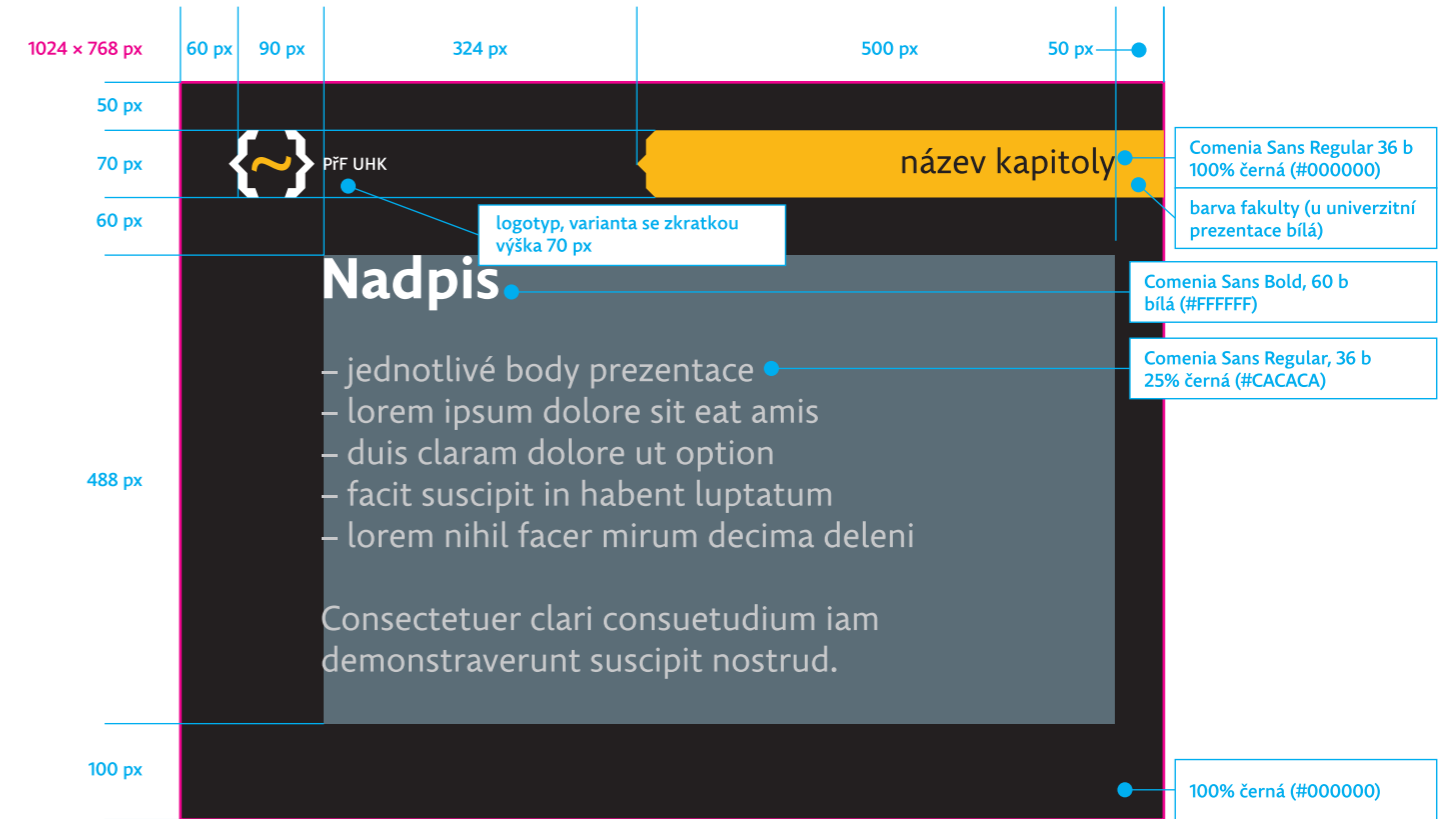 1024 × 768 px
60 px
90 px
324 px
500 px
50 px
50 px
70 px
60 px
488 px
100 px
{~}
PřF UHK
název kapitoly
Comenia Sans Regular 36 b
100% černá (#000000)
barva fakulty (u univerzitní
prezentace bílá)
logotyp, varianta se zkratkou
výška 70 px
Nadpis
Comenia Sans Bold, 60 b
bílá (#FFFFFF)
– jednotlivé body prezentace
Comenia Sans Regular, 36 b
25% černá (#CACACA)
– lorem ipsum dolore sit eat amis
– duis claram dolore ut option
– facit suscipit in habent luptatum
– lorem nihil facer mirum decima deleni
Consectetuer clari consuetudium iam
demonstraverunt suscipit nostrud.
100% černá (#000000)